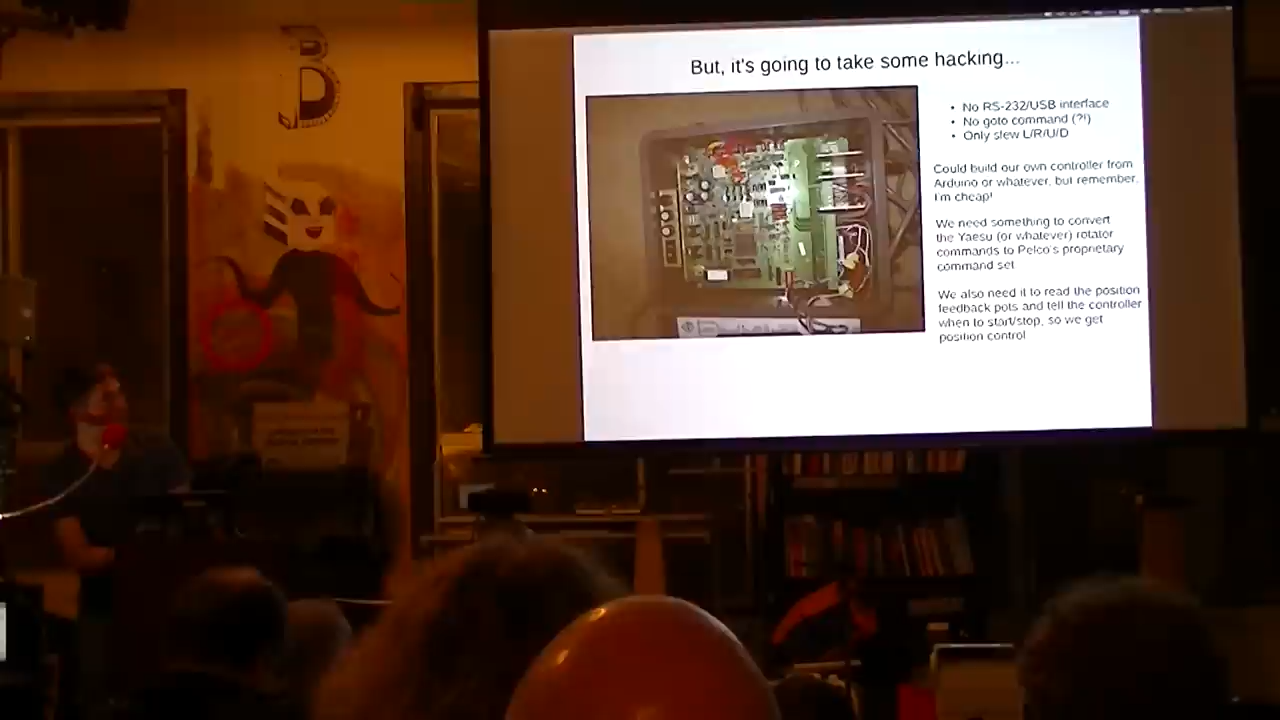 But, it's going to take some hacking...
• No RS-232/USB interface
• No goto command (?!)
• Only slew L/R/U/D
Could build our own controller from
Arduino or whatever, but remember,
I'm cheap!
We need something to convert
the Yaesu (or whatever) rotator
commands to Pelco's proprietary
command set
We also need it to read the position
feedback pots and tell the controller
when to start/stop, so we get
position control